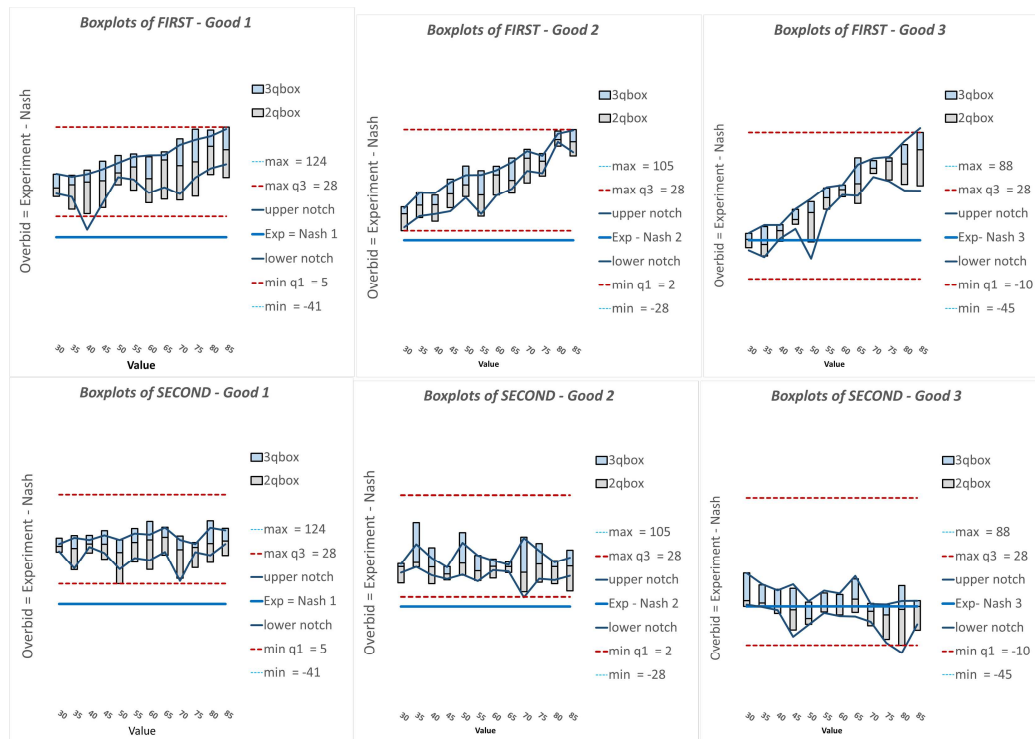 Boxplots of FIRST - Good 1
Overbid = Experiment - Nash
3qbox
2qbox
max = 124
max q3 = 28
upper notch
Exp = Nash 1
lower notch
min q1 = 5
min = -41
30 35 40 45 50 55 60 65 70 75 80 85
Value
Boxplots of FIRST - Good 2
Overbid = Experiment - Nash
3qbox
2qbox
max = 105
max q3 = 28
upper notch
Exp - Nash 2
lower notch
min q1 = 2
min = -28
30 35 40 45 50 55 60 65 70 75 80 85
Value
Boxplots of FIRST - Good 3
Overbid = Experiment - Nash
3qbox
2qbox
max = 88
max q3 = 28
upper notch
Exp- Nash 3
lower notch
min q1 = -10
min = -45
30 35 40 45 50 55 60 65 70 75 80 85
Value
Boxplots of SECOND - Good 1
Overbid = Experiment - Nash
3qbox
2qbox
max = 124
max q3 = 28
upper notch
Exp = Nash 1
lower notch
min q1 = 5
min = -41
30 35 40 45 50 55 60 65 70 75 80 85
Value
Boxplots of SECOND - Good 2
Overbid = Experiment - Nash
3qbox
2qbox
max = 105
max q3 = 28
upper notch
Exp - Nash 2
lower notch
min q1 = 2
min = -28
30 35 40 45 50 55 60 65 70 75 80 85
Value
Boxplots of SECOND - Good 3
Overbid = Experiment - Nash
3qbox
2qbox
max = 88
max q3 = 28
upper notch
Exp- Nash 3
lower notch
min q1 = -10
min = -45
30 35 40 45 50 55 60 65 70 75 80 85
Value